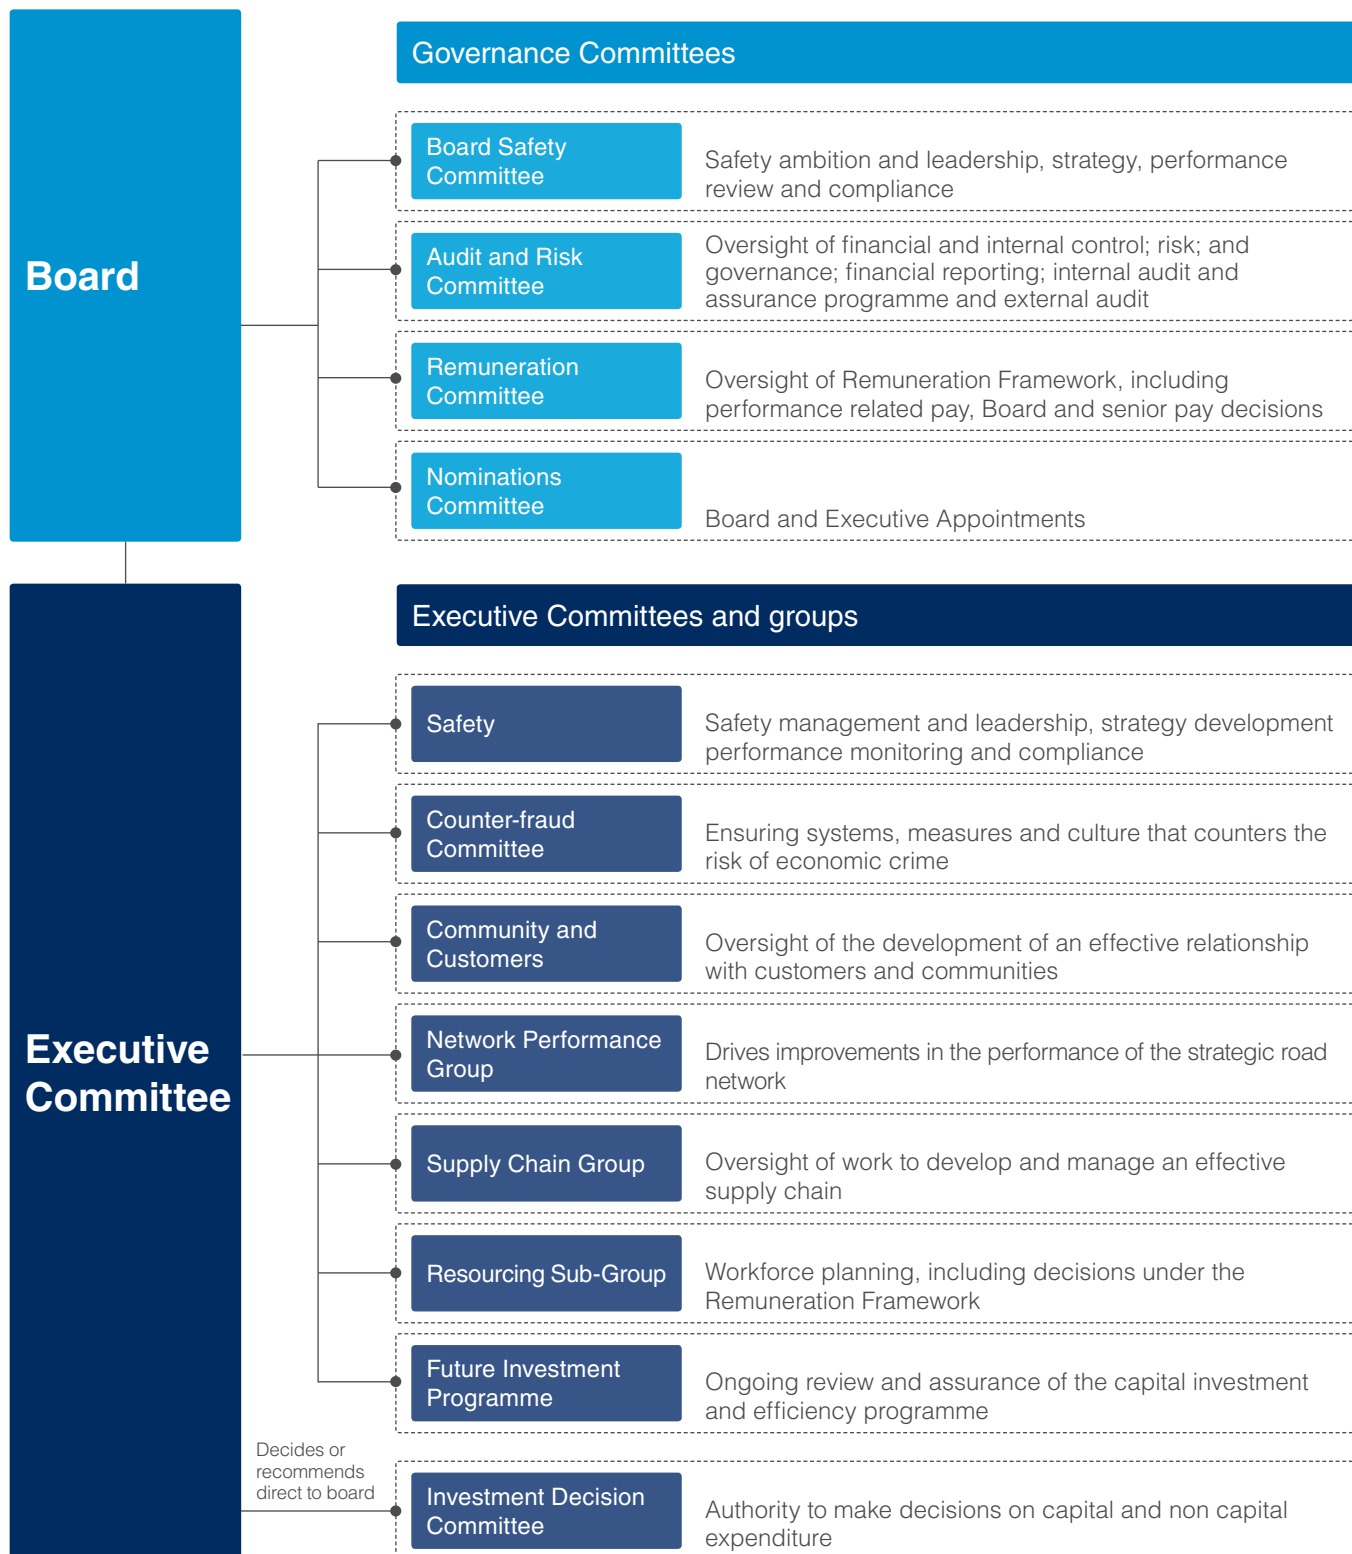 Board
Governance Committees
Board Safety
Committee
Safety ambition and leadership, strategy, performance
review and compliance
Audit and Risk
Committee
Oversight of financial and internal control; risk; and
governance; financial reporting; internal audit and
assurance programme and external audit
Remuneration
Committee
Oversight of Remuneration Framework, including
performance related pay, Board and senior pay decisions
Nominations
Committee
Board and Executive Appointments
Executive
Committee
Executive Committees and groups
Safety
Safety management and leadership, strategy development
performance monitoring and compliance
Counter-fraud
Committee
Ensuring systems, measures and culture that counters the
risk of economic crime
Community and
Customers
Oversight of the development of an effective relationship
with customers and communities
Network Performance
Group
Drives improvements in the performance of the strategic road
network
Supply Chain Group
Oversight of work to develop and manage an effective
supply chain
Resourcing Sub-Group
Workforce planning, including decisions under the
Remuneration Framework
Future Investment
Programme
Ongoing review and assurance of the capital investment
and efficiency programme
Decides or
recommends
direct to board
Investment Decision
Committee
Authority to make decisions on capital and non capital
expenditure